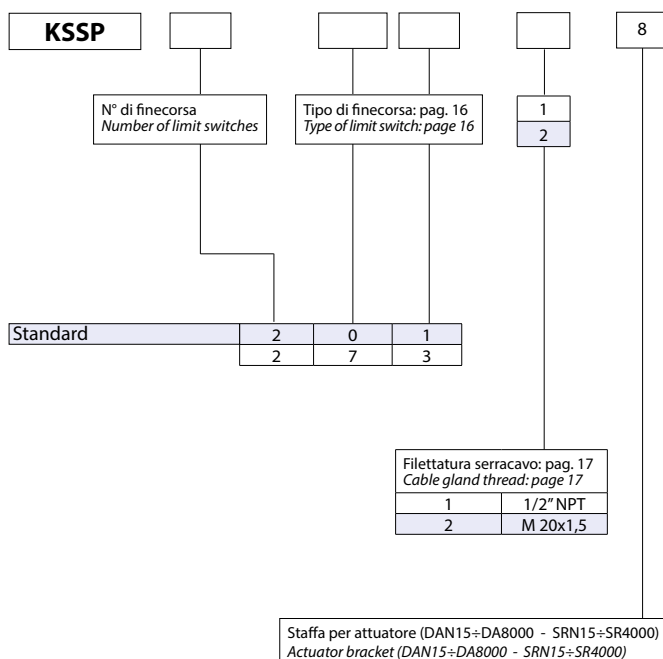 KSSP 8
N° di finecorsa
Number of limit switches
Tipo di finecorsa: pag. 16
Type of limit switch: page 16
1
2
Standard 2 0 1
2 7 3
Filettatura serracavo: pag. 17
Cable gland thread: page 17
1 1/2” NPT
2 M 20x1,5
Staffa per attuatore (DAN15÷DA8000 - SRN15÷SR4000)
Actuator bracket (DAN15÷DA8000 - SRN15÷SR4000)